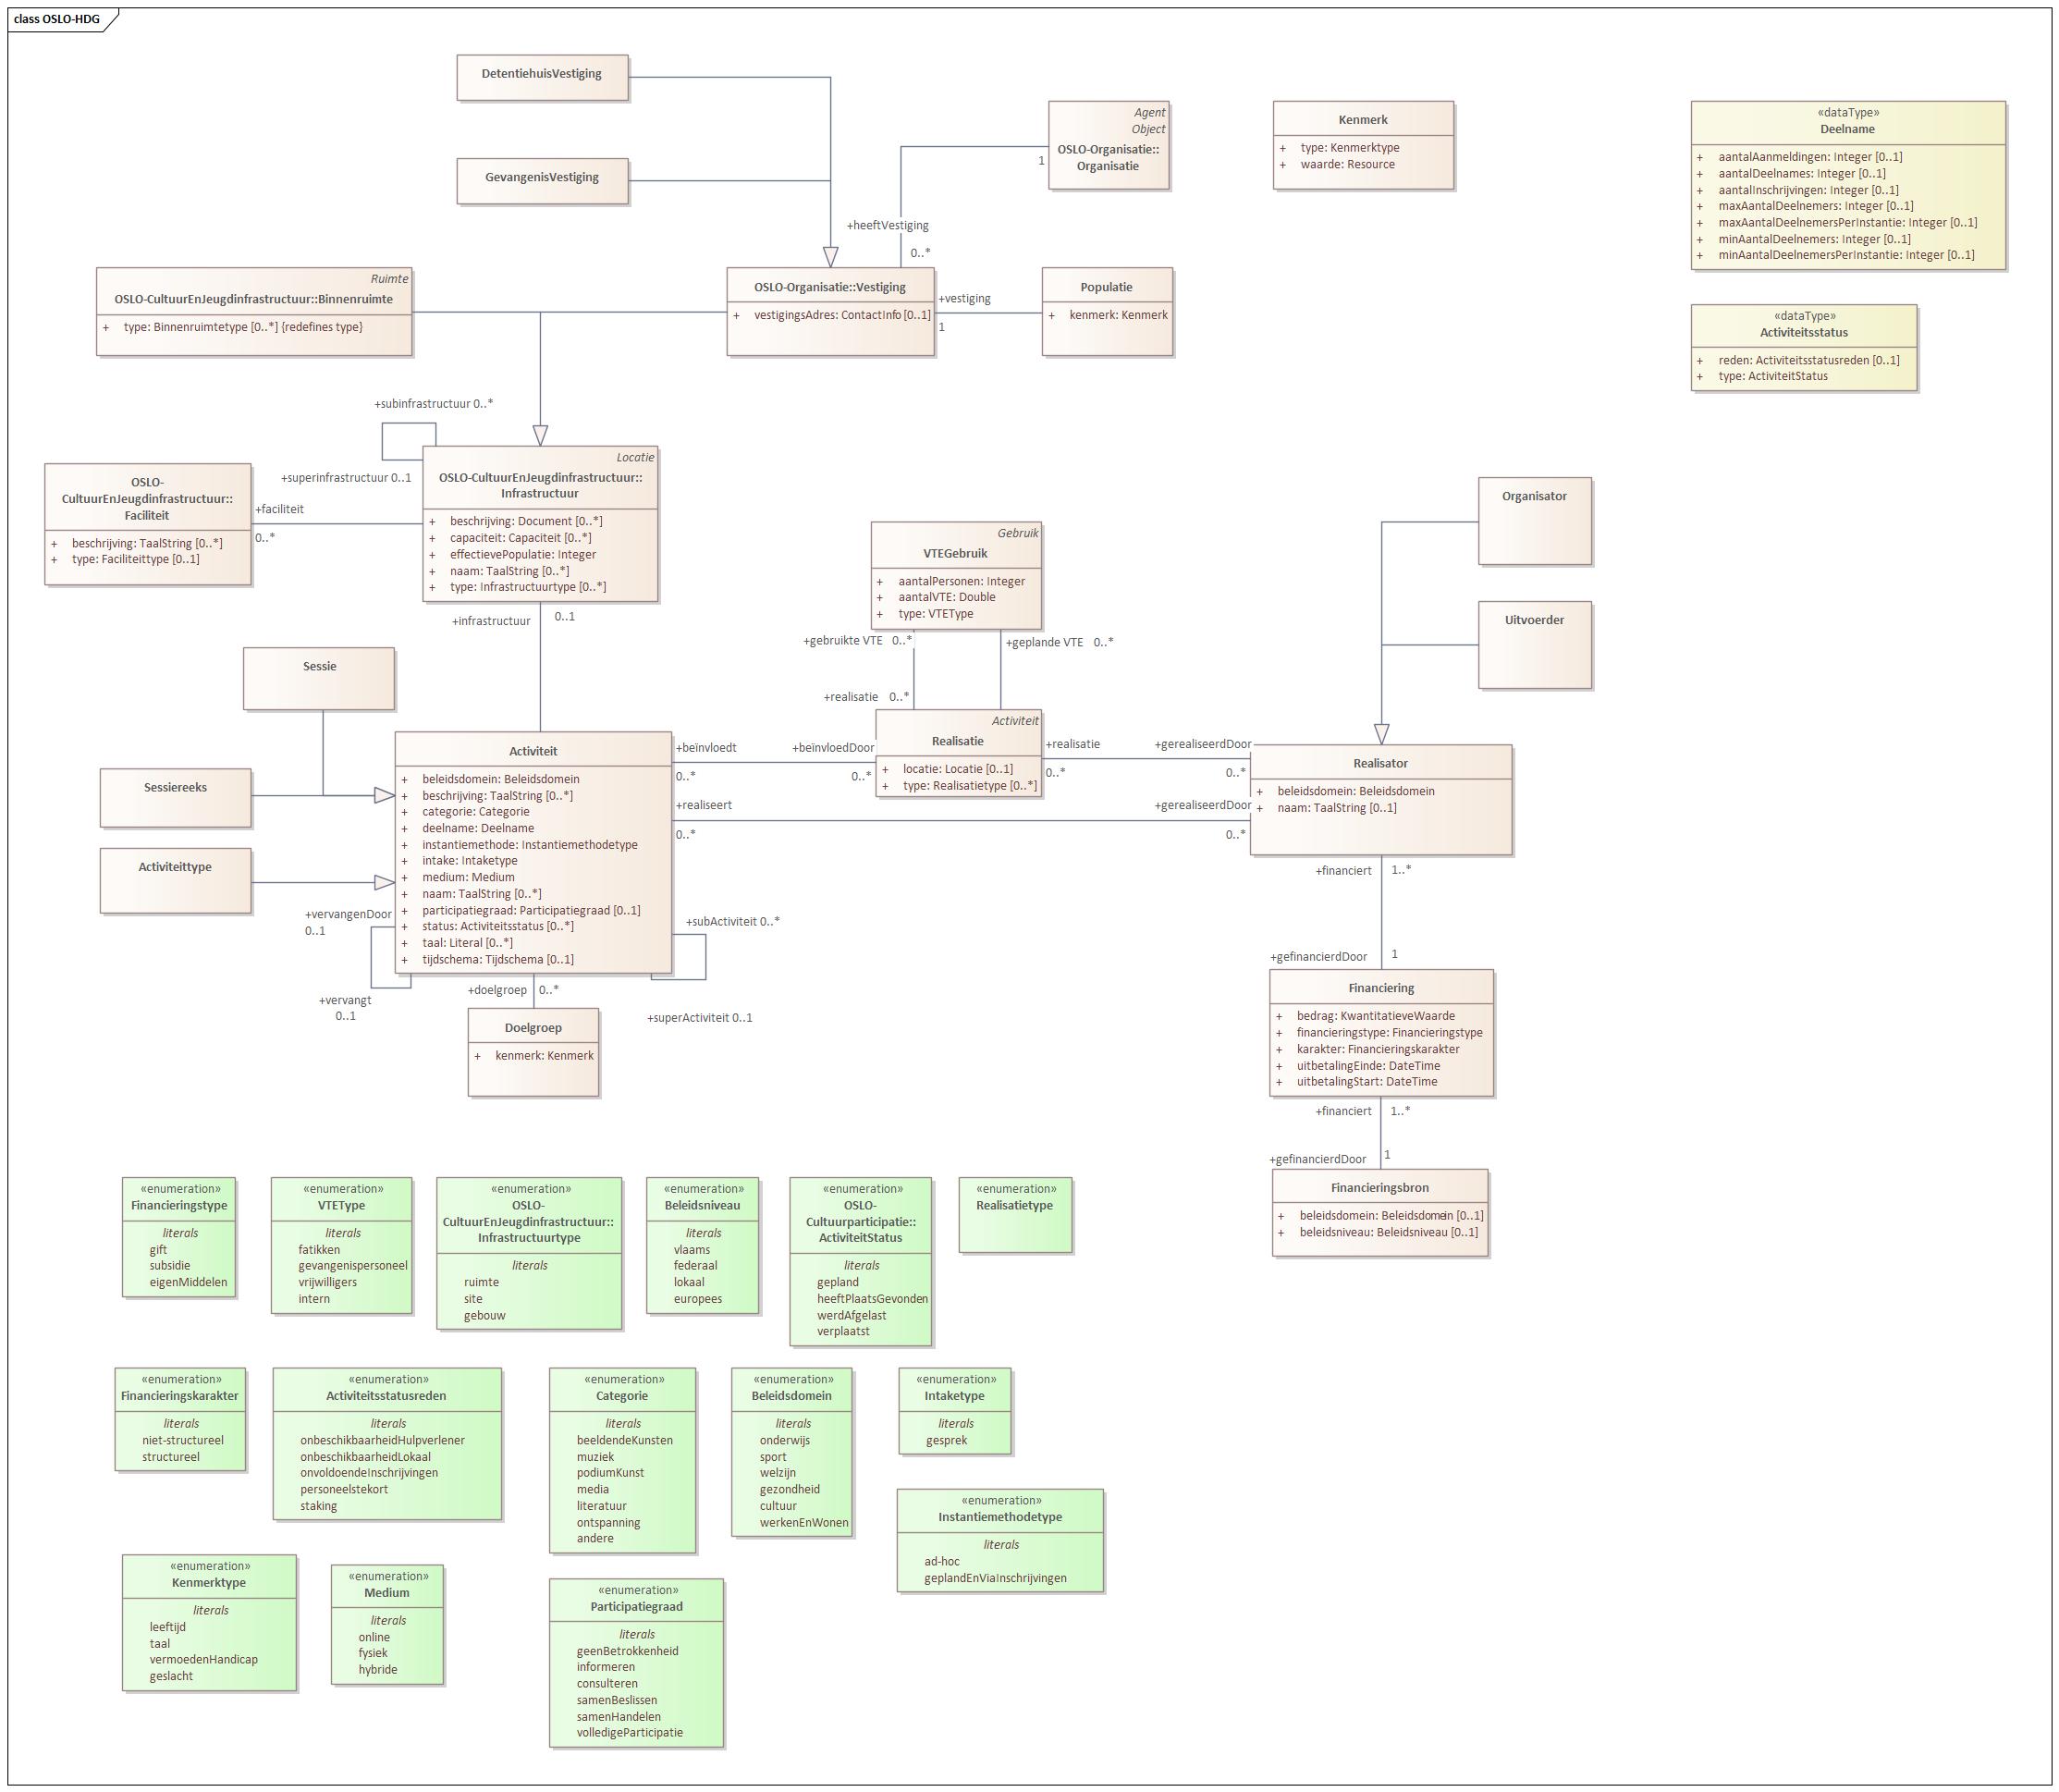 class OSLO-HDG
DetentiehuisVestiging
GevangenisVestiging
Agent
Object
OSLO-Organisatie::
Organisatie
1
+heeftVestiging
0..*
Kenmerk
+ type: Kenmerktype
+ waarde: Resource
«dataType»
Deelname
+ aantalAanmeldingen: Integer [0..1]
+ aantalDeelnames: Integer [0..1]
+ aantalInschrijvingen: Integer [0..1]
+ maxAantalDeelnemers: Integer [0..1]
+ maxAantalDeelnemersPerInstantie: Integer [0..1]
+ minAantalDeelnemers: Integer [0..1]
+ minAantalDeelnemersPerInstantie: Integer [0..1]
Ruimte
OSLO-CultuurEnJeugdinfrastructuur::Binnenruimte
+ type: Binnenruimtetype [0..*] {redefines type}
OSLO-Organisatie::Vestiging
+ vestigingsAdres: ContactInfo [0..1]
+vestiging
1
Populatie
+ kenmerk: Kenmerk
«dataType»
Activiteitsstatus
+ reden: Activiteitsstatusreden [0..1]
+ type: ActiviteitStatus
+subinfrastructuur 0..*
+superinfrastructuur 0..1
Locatie
OSLO-CultuurEnJeugdinfrastructuur::
Infrastructuur
+ beschrijving: Document [0..*]
+ capaciteit: Capaciteit [0..*]
+ effectievePopulatie: Integer
+ naam: TaalString [0..*]
+ type: Infrastructuurtype [0..*]
OSLO-
CultuurEnJeugdinfrastructuur::
Faciliteit
+ beschrijving: TaalString [0..*]
+ type: Faciliteittype [0..1]
+faciliteit
0..*
+infrastructuur
0..1
Gebruik
VTEGebruik
+ aantalPersonen: Integer
+ aantalVTE: Double
+ type: VTEType
+gebruikte VTE 0..*
+geplande VTE 0..*
+realisatie 0..*
Organisator
Uitvoerder
Sessie
Sessiereeks
Activiteittype
Activiteit
+ beleidsdomein: Beleidsdomein
+ beschrijving: TaalString [0..*]
+ categorie: Categorie
+ deelname: Deelname
+ instantiemethode: Instantiemethodetype
+ intake: Intaketype
+ medium: Medium
+ naam: TaalString [0..*]
+ participatiegraad: Participatiegraad [0..1]
+ status: Activiteitsstatus [0..*]
+ taal: Literal [0..*]
+ tijdschema: Tijdschema [0..1]
+beïnvloedt
0..*
+beïnvloedDoor
0..*
Activiteit
Realisatie
+ locatie: Locatie [0..1]
+ type: Realisatietype [0..*]
+realisatie
0..*
+gerealiseerdDoor
0..*
+realiseert
0..*
+gerealiseerdDoor
0..*
Realisator
+ beleidsdomein: Beleidsdomein
+ naam: TaalString [0..1]
+vervangenDoor
0..1
+vervangt
0..1
+subActiviteit 0..*
+superActiviteit 0..1
+doelgroep 0..*
Doelgroep
+ kenmerk: Kenmerk
+financiert 1..*
+gefinancierdDoor 1
Financiering
+ bedrag: KwantitatieveWaarde
+ financieringstype: Financieringstype
+ karakter: Financieringskarakter
+ uitbetalingEinde: DateTime
+ uitbetalingStart: DateTime
+financiert 1..*
+gefinancierdDoor 1
Financieringsbron
+ beleidsdomein: Beleidsdomein [0..1]
+ beleidsniveau: Beleidsniveau [0..1]
«enumeration»
Financieringstype
literals
gift
subsidie
eigenMiddelen
«enumeration»
VTEType
literals
fatikken
gevangenispersoneel
vrijwilligers
intern
«enumeration»
OSLO-
CultuurEnJeugdinfrastructuur::
Infrastructuurtype
literals
ruimte
site
gebouw
«enumeration»
Beleidsniveau
literals
vlaams
federaal
lokaal
europees
«enumeration»
OSLO-
Cultuurparticipatie::
ActiviteitStatus
literals
gepland
heeftPlaatsGevonden
werdAfgelast
verplaatst
«enumeration»
Realisatietype
«enumeration»
Financieringskarakter
literals
niet-structureel
structureel
«enumeration»
Activiteitsstatusreden
literals
onbeschikbaarheidHulpverlener
onbeschikbaarheidLokaal
onvoldoendeInschrijvingen
personeelstekort
staking
«enumeration»
Categorie
literals
beeldendeKunsten
muziek
podiumKunst
media
literatuur
ontspanning
andere
«enumeration»
Beleidsdomein
literals
onderwijs
sport
welzijn
gezondheid
cultuur
werkenEnWonen
«enumeration»
Intaketype
literals
gesprek
«enumeration»
Instantiemethodetype
literals
ad-hoc
geplandEnViaInschrijvingen
«enumeration»
Kenmerktype
literals
leeftijd
taal
vermoedenHandicap
geslacht
«enumeration»
Medium
literals
online
fysiek
hybride
«enumeration»
Participatiegraad
literals
geenBetrokkenheid
informeren
consulteren
samenBeslissen
samenHandelen
volledigeParticipatie